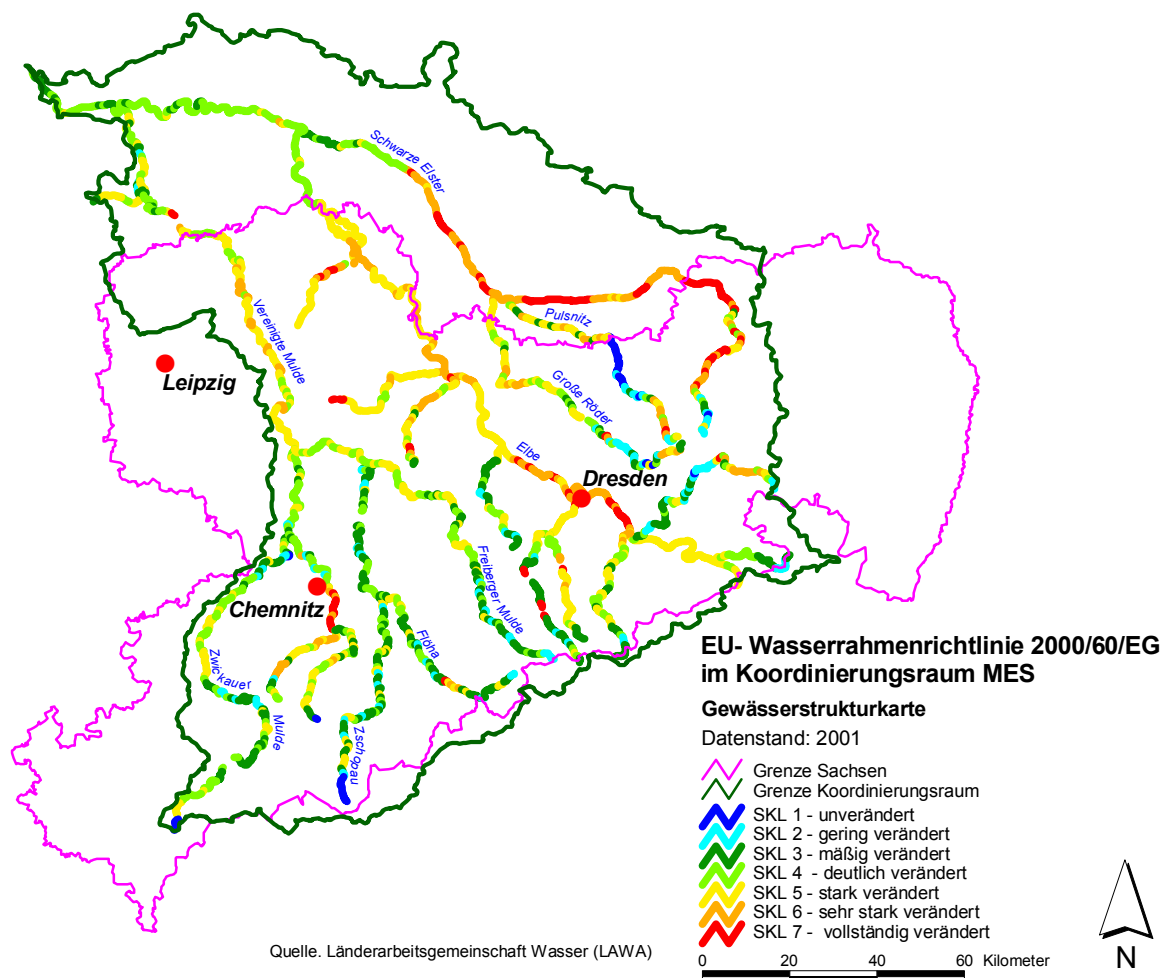 Schwarze Elster
Pulsnitz
Vereinigte Mulde
Leipzig
Große Röder
Elbe
Dresden
Freiberger Mulde
Chemnitz
Flöha
Zwickauer
Mulde
Zschopau
EU- Wasserrahmenrichtlinie 2000/60/EG
im Koordinierungsraum MES
Gewässerstrukturkarte
Datenstand: 2001
Grenze Sachsen
Grenze Koordinierungsraum
SKL 1 - unverändert
SKL 2 - gering verändert
SKL 3 - mäßig verändert
SKL 4 - deutlich verändert
SKL 5 - stark verändert
SKL 6 - sehr stark verändert
SKL 7 - vollständig verändert
Quelle. Länderarbeitsgemeinschaft Wasser (LAWA)
0 20 40 60 Kilometer
N